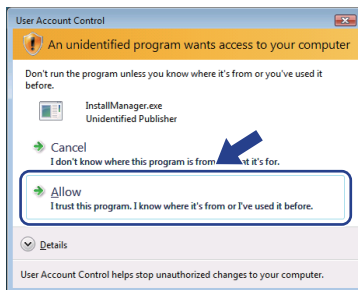 User Account Control
An unidentified program wants access to your computer
Don't run the program unless you know where it's from or you've used it
before.
InstallManager.exe
Unidentified Publisher
Cancel
I don't know where this program is from it's for.
Allow
I trust this program. I know where it's from or I've used it before.
Details
User Account Control helps stop unauthorized changes to your computer.